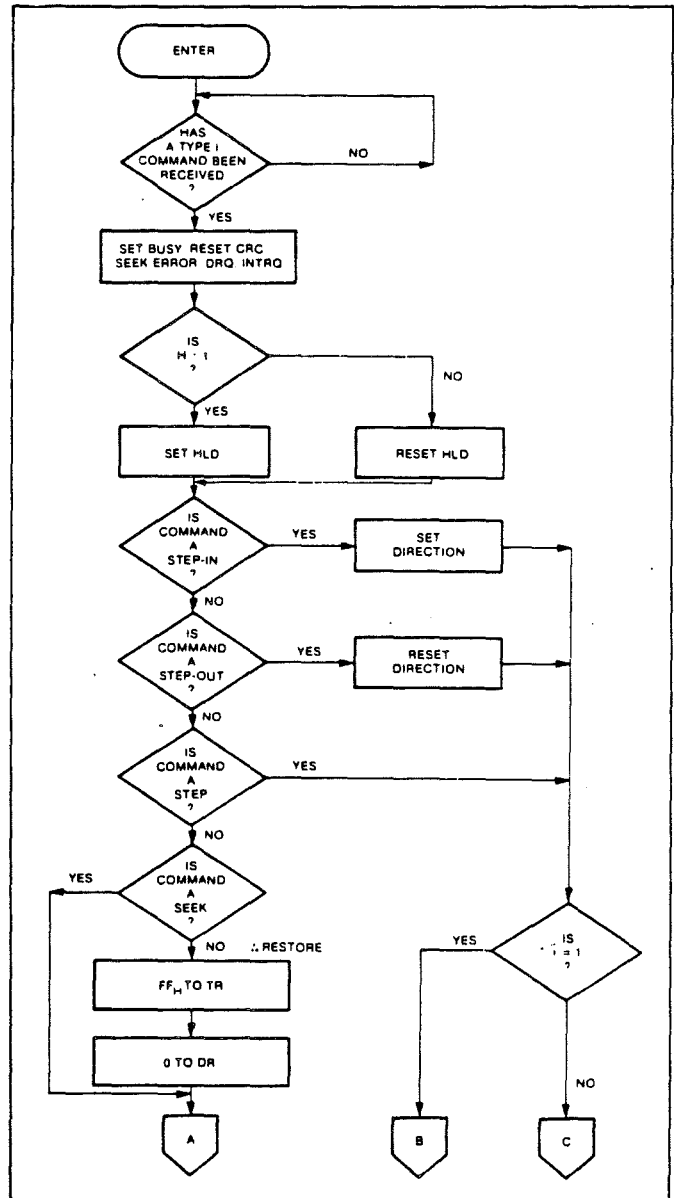 ENTER
HAS
A TYPE I
COMMAND BEEN
RECEIVED
?
NO
YES
SET BUSY RESET CRC
SEEK ERROR DRQ INTRQ
IS
H
?
NO
YES
SET HLD
RESET HLD
IS
COMMAND
A
STEP-IN
?
YES
SET
DIRECTION
NO
IS
COMMAND
A
STEP-OUT
?
YES
RESET
DIRECTION
NO
IS
COMMAND
A
STEP
?
YES
NO
IS
COMMAND
A
SEEK
?
YES
NO
∴ RESTORE
IS
= 1
?
YES
FFH TO TR
0 TO DR
NO
A
B
C